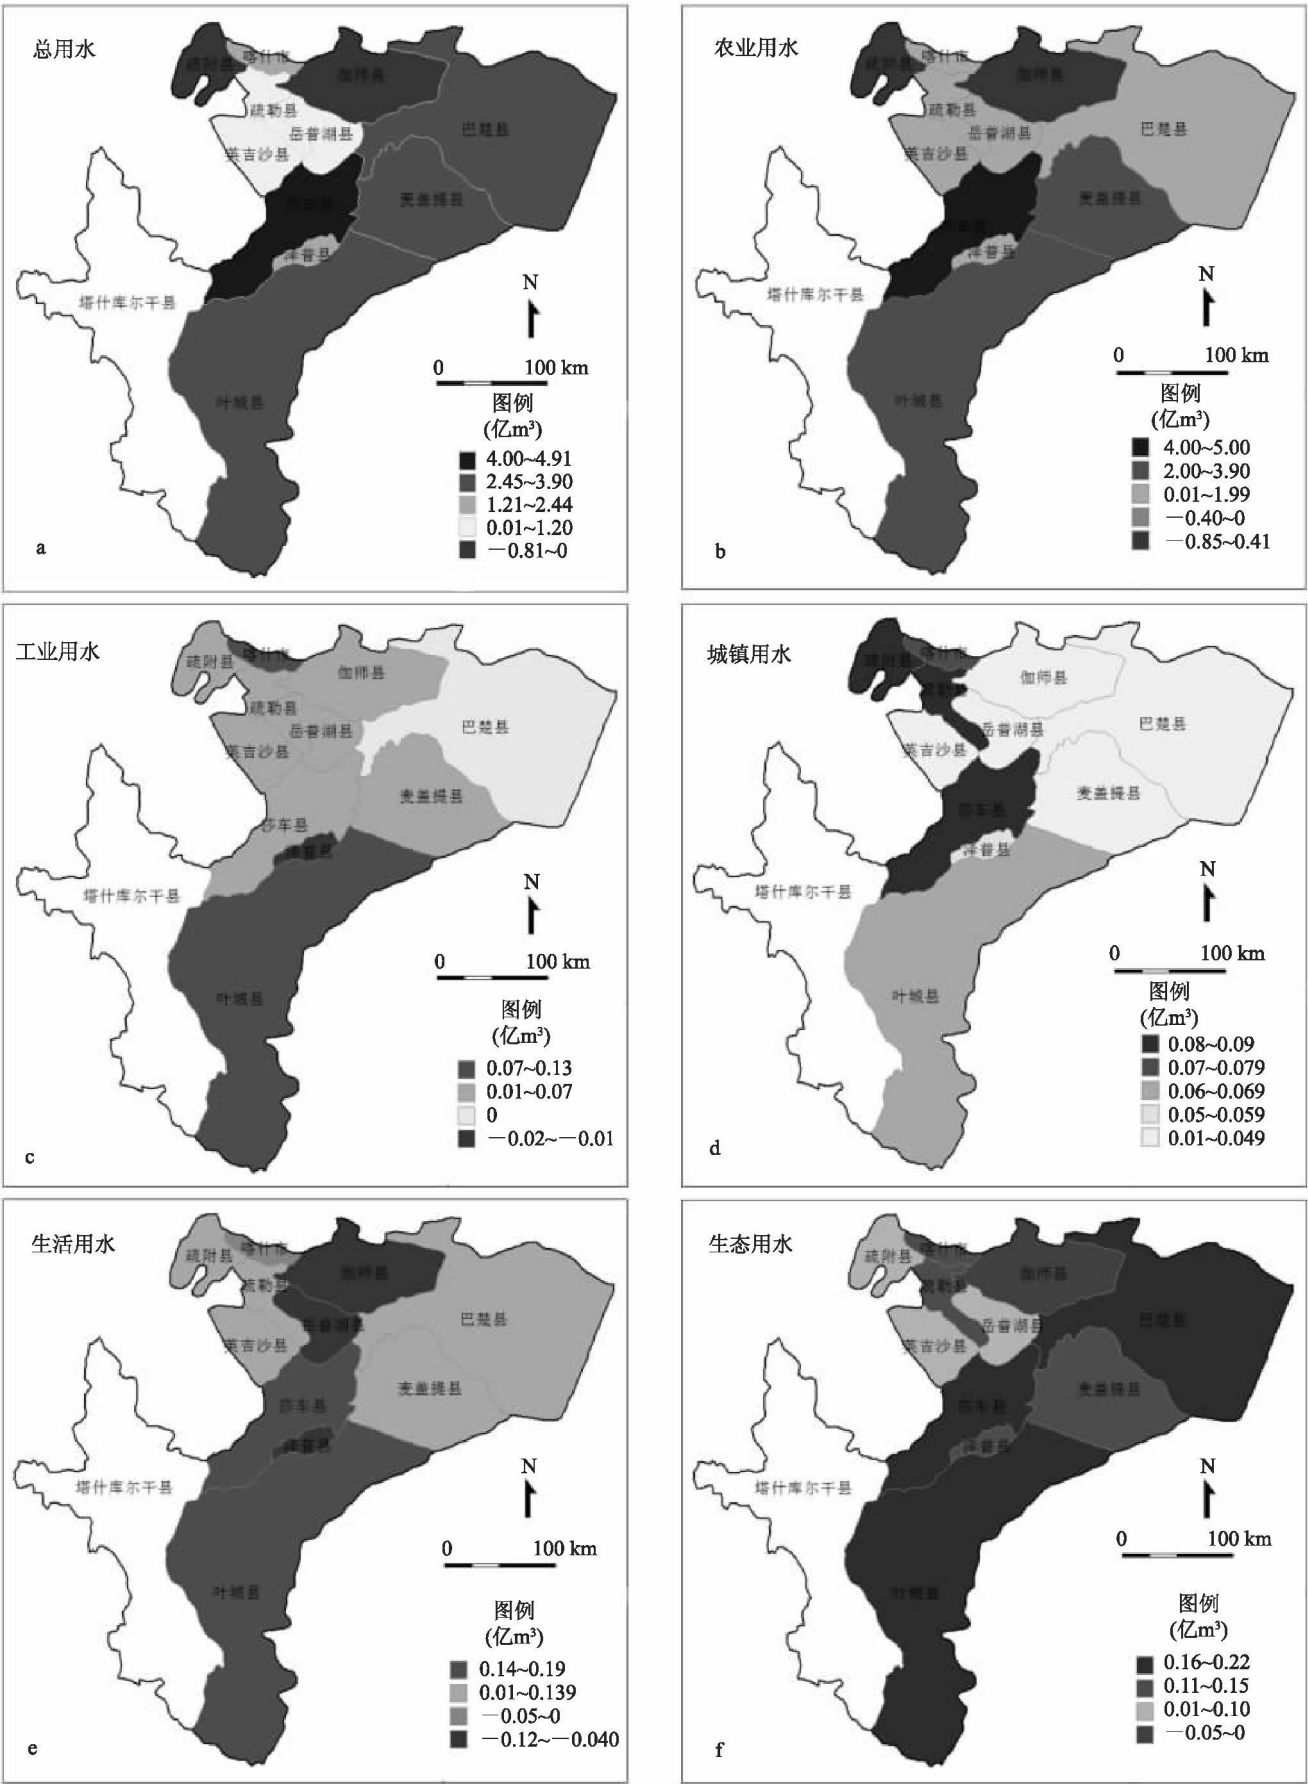 总用水
疏附县
喀什市
伽师县
疏勒县
岳普湖县
巴楚县
英吉沙县
麦盖提县
泽普县
塔什库尔干县
叶城县
N
0 100 km
图例
(亿m³)
4.00~4.91
2.45~3.90
1.21~2.44
0.01~1.20
－0.81~0
a
农业用水
疏附县
喀什市
伽师县
疏勒县
岳普湖县
巴楚县
英吉沙县
麦盖提县
泽普县
塔什库尔干县
叶城县
N
0 100 km
图例
(亿m³)
4.00~5.00
2.00~3.90
0.01~1.99
－0.40~0
－0.85~0.41
b
工业用水
疏附县
喀什市
伽师县
疏勒县
岳普湖县
巴楚县
英吉沙县
麦盖提县
莎车县
泽普县
塔什库尔干县
叶城县
N
0 100 km
图例
(亿m³)
0.07~0.13
0.01~0.07
0
－0.02~－0.01
c
城镇用水
疏附县
喀什市
疏勒县
伽师县
岳普湖县
巴楚县
英吉沙县
麦盖提县
莎车县
泽普县
塔什库尔干县
叶城县
N
0 100 km
图例
(亿m³)
0.08~0.09
0.07~0.079
0.06~0.069
0.05~0.059
0.01~0.049
d
生活用水
疏附县
喀什市
伽师县
疏勒县
岳普湖县
巴楚县
英吉沙县
麦盖提县
莎车县
泽普县
塔什库尔干县
叶城县
N
0 100 km
图例
(亿m³)
0.14~0.19
0.01~0.139
－0.05~0
－0.12~－0.040
e
生态用水
疏附县
喀什市
伽师县
疏勒县
岳普湖县
巴楚县
英吉沙县
麦盖提县
莎车县
泽普县
塔什库尔干县
叶城县
N
0 100 km
图例
(亿m³)
0.16~0.22
0.11~0.15
0.01~0.10
－0.05~0
f